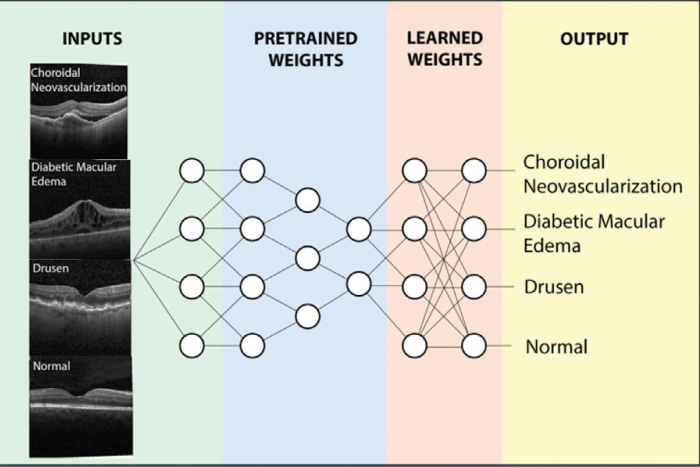 INPUTS
PRETRAINED
WEIGHTS
LEARNED
WEIGHTS
OUTPUT
Choroidal
Neovascularization
Diabetic Macular
Edema
Drusen
Normal
Choroidal
Neovascularization
Diabetic Macular
Edema
Drusen
Normal